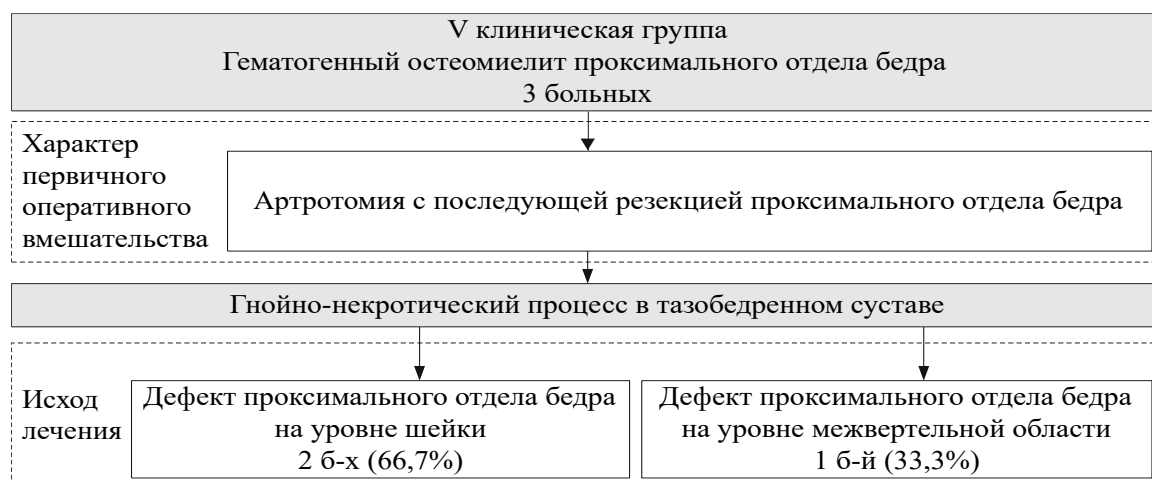 V клиническая группа
Гематогенный остеомиелит проксимального отдела бедра
3 больных
Характер
первичного
оперативного
вмешательства
Артротомия с последующей резекцией проксимального отдела бедра
Гнойно-некротический процесс в тазобедренном суставе
Исход
лечения
Дефект проксимального отдела бедра
на уровне шейки
2 б-х (66,7%)
Дефект проксимального отдела бедра
на уровне межвертельной области
1 б-й (33,3%)